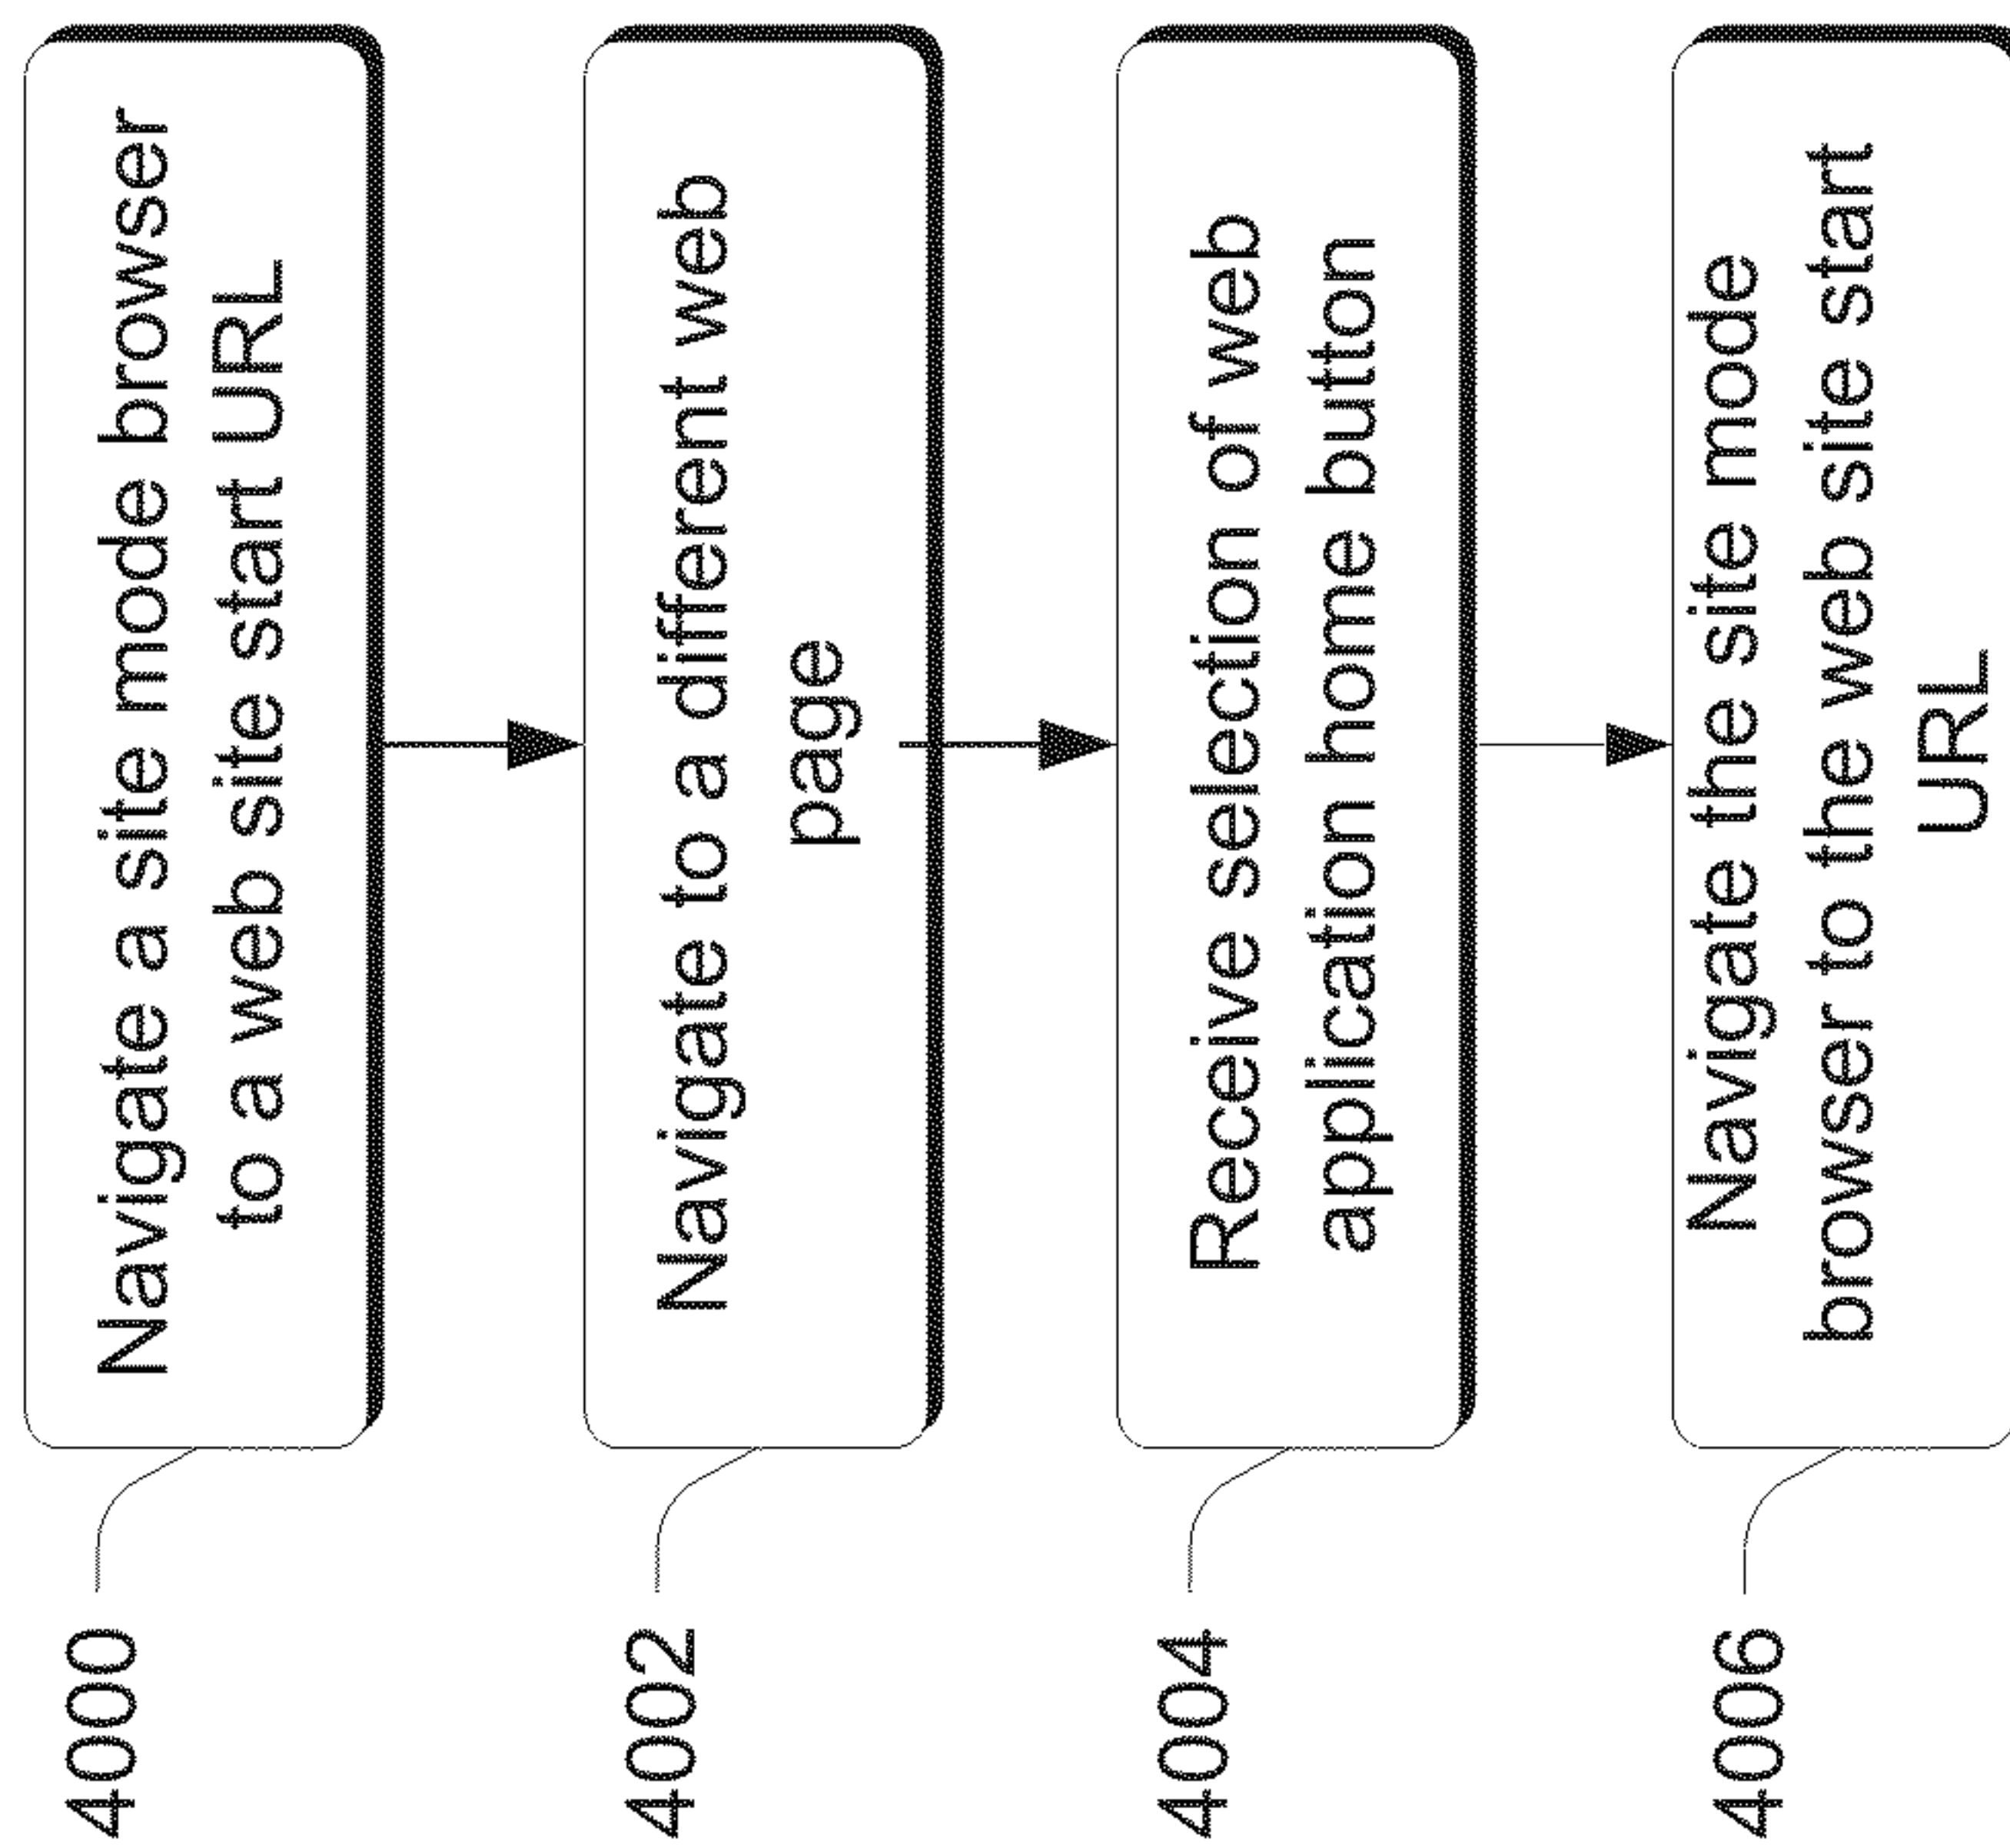 4000
Navigate a site mode browser
to a web site start URL
4002
Navigate to a different web
page
4004
Receive selection of web
application home button
4006
Navigate the site mode
browser to the web site start
URL